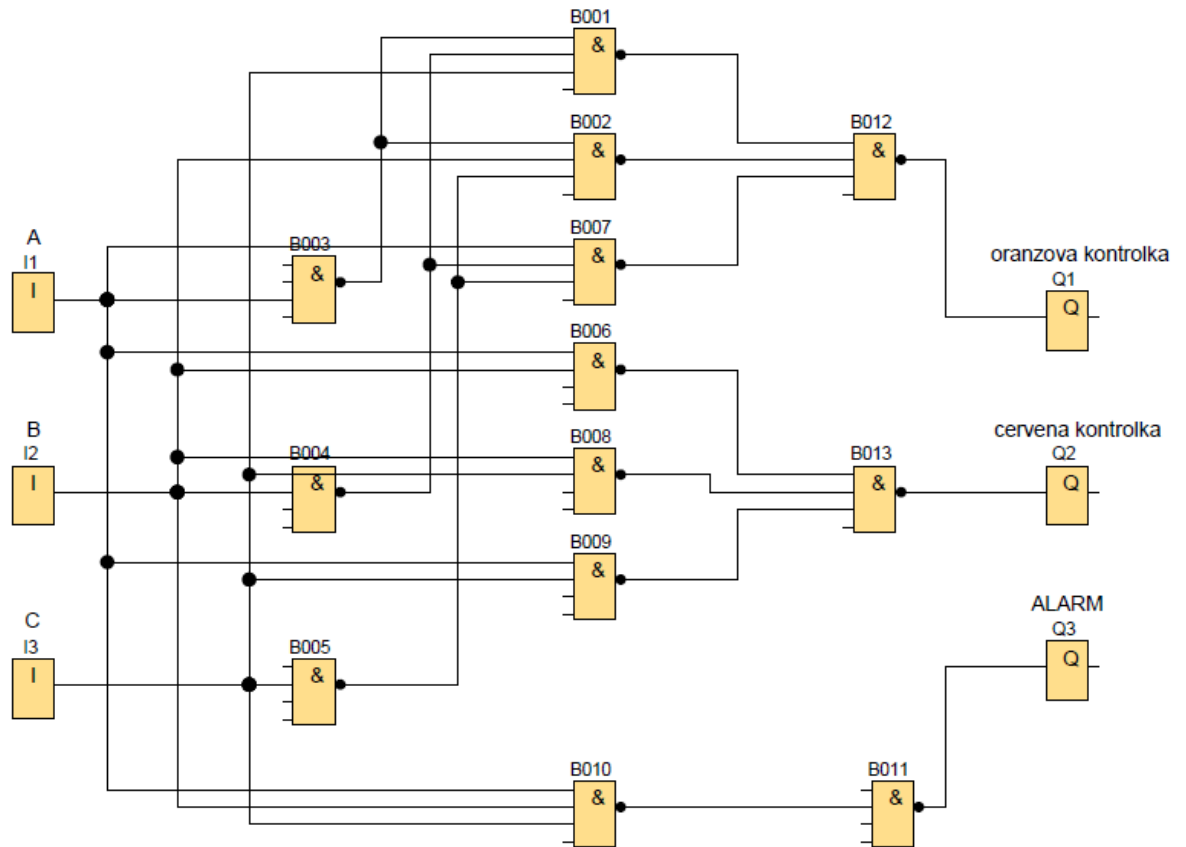 B001
&
B002
&
B012
&
A
I1
I
B003
&
B007
&
oranzova kontrolka
Q1
Q
B006
&
B
I2
I
B004
&
B008
&
B013
&
cervena kontrolka
Q2
Q
B009
&
C
I3
I
B005
&
ALARM
Q3
Q
B010
&
B011
&